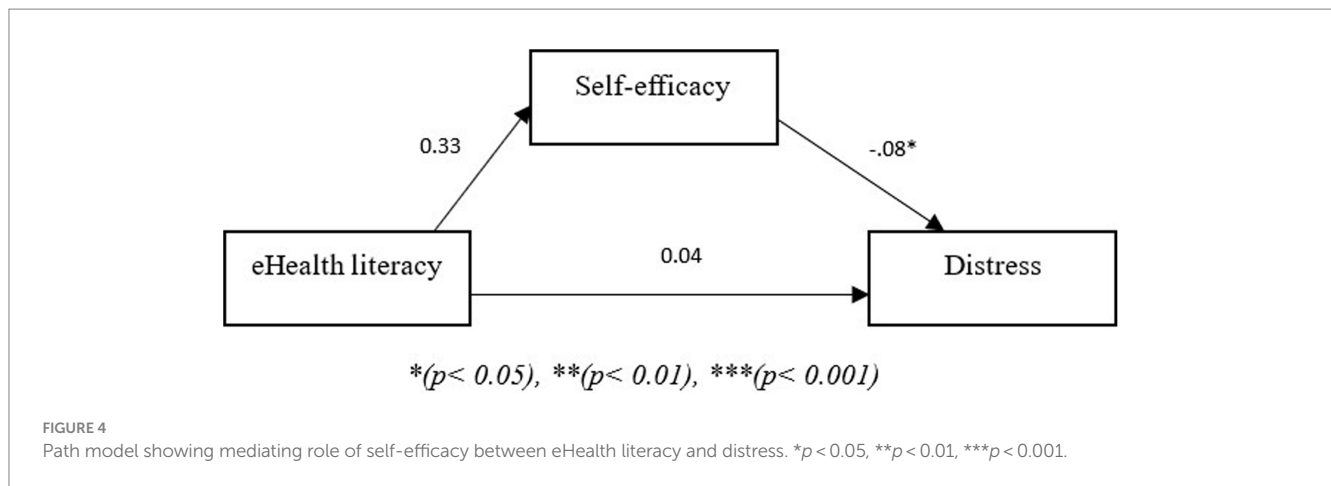 Self-efficacy
0.33
-.08*
eHealth literacy
0.04
Distress
*(p< 0.05), **(p< 0.01), ***(p< 0.001)
FIGURE 4
Path model showing mediating role of self-efficacy between eHealth literacy and distress. *p < 0.05, **p < 0.01, ***p < 0.001.